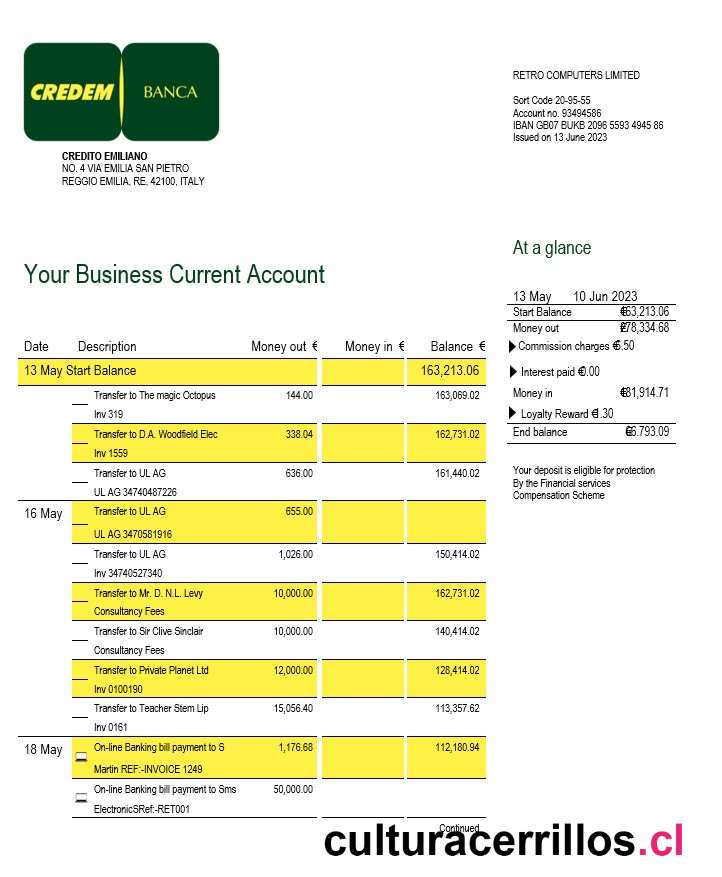 CREDEM BANCA
CREDITO EMILIANO
NO. 4 VIA EMILIA SAN PIETRO
REGGIO EMILIA, RE, 42100, ITALY
RETRO COMPUTERS LIMITED
Sort Code 20-95-55
Account no. 93494586
IBAN GB07 BUKB 2096 5593 4945 86
Issued on 13 June 2023
Your Business Current Account
At a glance
13 May 10 Jun 2023
Start Balance €63,213.06
Money out €78,334.68
Commission charges €5.50
Interest paid €0.00
Money in €81,914.71
Loyalty Reward €1.30
End balance €6.793.09
Your deposit is eligible for protection
By the Financial services
Compensation Scheme
Date Description Money out € Money in € Balance €
13 May Start Balance 163,213.06
Transfer to The magic Octopus 144.00 163,069.02
Inv 319
Transfer to D.A. Woodfield Elec 338.04 162,731.02
Inv 1559
Transfer to UL AG 636.00 161,440.02
UL AG 34740487226
16 May Transfer to UL AG 655.00
UL AG 3470581916
Transfer to UL AG 1,026.00 150,414.02
Inv 34740527340
Transfer to Mr. D. N.L. Levy 10,000.00 162,731.02
Consultancy Fees
Transfer to Sir Clive Sinclair 10,000.00 140,414.02
Consultancy Fees
Transfer to Private Planet Ltd 12,000.00 128,414.02
Inv 0100190
Transfer to Teacher Stem Lip 15,056.40 113,357.62
Inv 0161
18 May On-line Banking bill payment to S 1,176.68 112,180.94
Martin REF:-INVOICE 1249
On-line Banking bill payment to Sms 50,000.00
ElectronicSRef:-RET001
Continued
culturacerrillos.cl